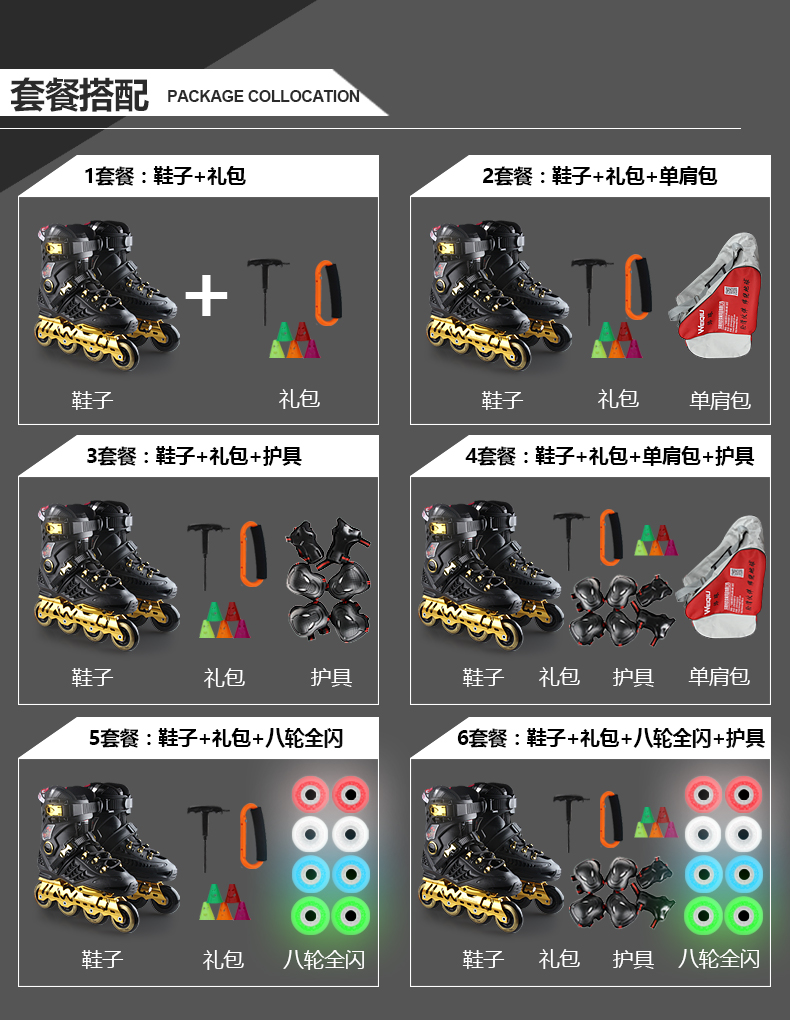 套餐搭配 PACKAGE COLLOCATION
1套餐：鞋子+礼包
2套餐：鞋子+礼包+单肩包
+
Weiqiu
鞋子 礼包
鞋子 礼包 单肩包
3套餐：鞋子+礼包+护具
4套餐：鞋子+礼包+单肩包+护具
Weiqiu
鞋子 礼包 护具
鞋子 礼包 护具 单肩包
5套餐：鞋子+礼包+八轮全闪
6套餐：鞋子+礼包+八轮全闪+护具
鞋子 礼包 八轮全闪
鞋子 礼包 护具 八轮全闪